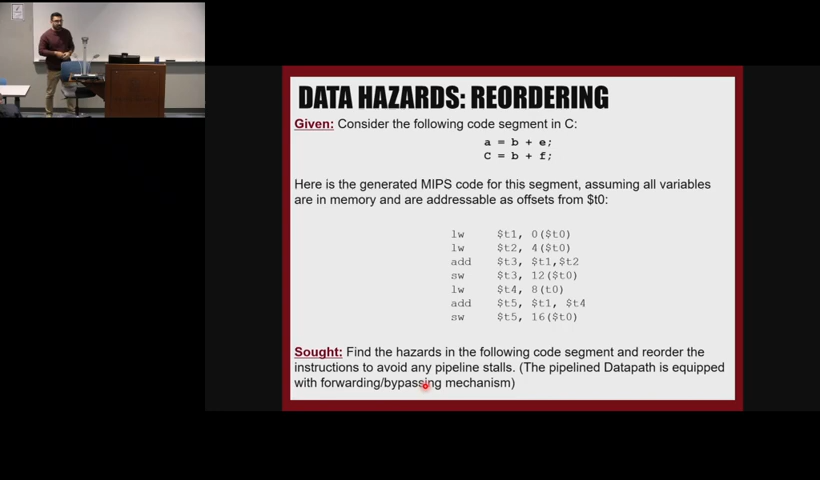 DATA HAZARDS: REORDERING
Given: Consider the following code segment in C:
a = b + e;
C = b + f;
Here is the generated MIPS code for this segment, assuming all variables
are in memory and are addressable as offsets from $t0:
lw $t1, 0($t0)
lw $t2, 4($t0)
add $t3, $t1,$t2
sw $t3, 12($t0)
lw $t4, 8(t0)
add $t5, $t1, $t4
sw $t5, 16($t0)
Sought: Find the hazards in the following code segment and reorder the
instructions to avoid any pipeline stalls. (The pipelined Datapath is equipped
with forwarding/bypassing mechanism)